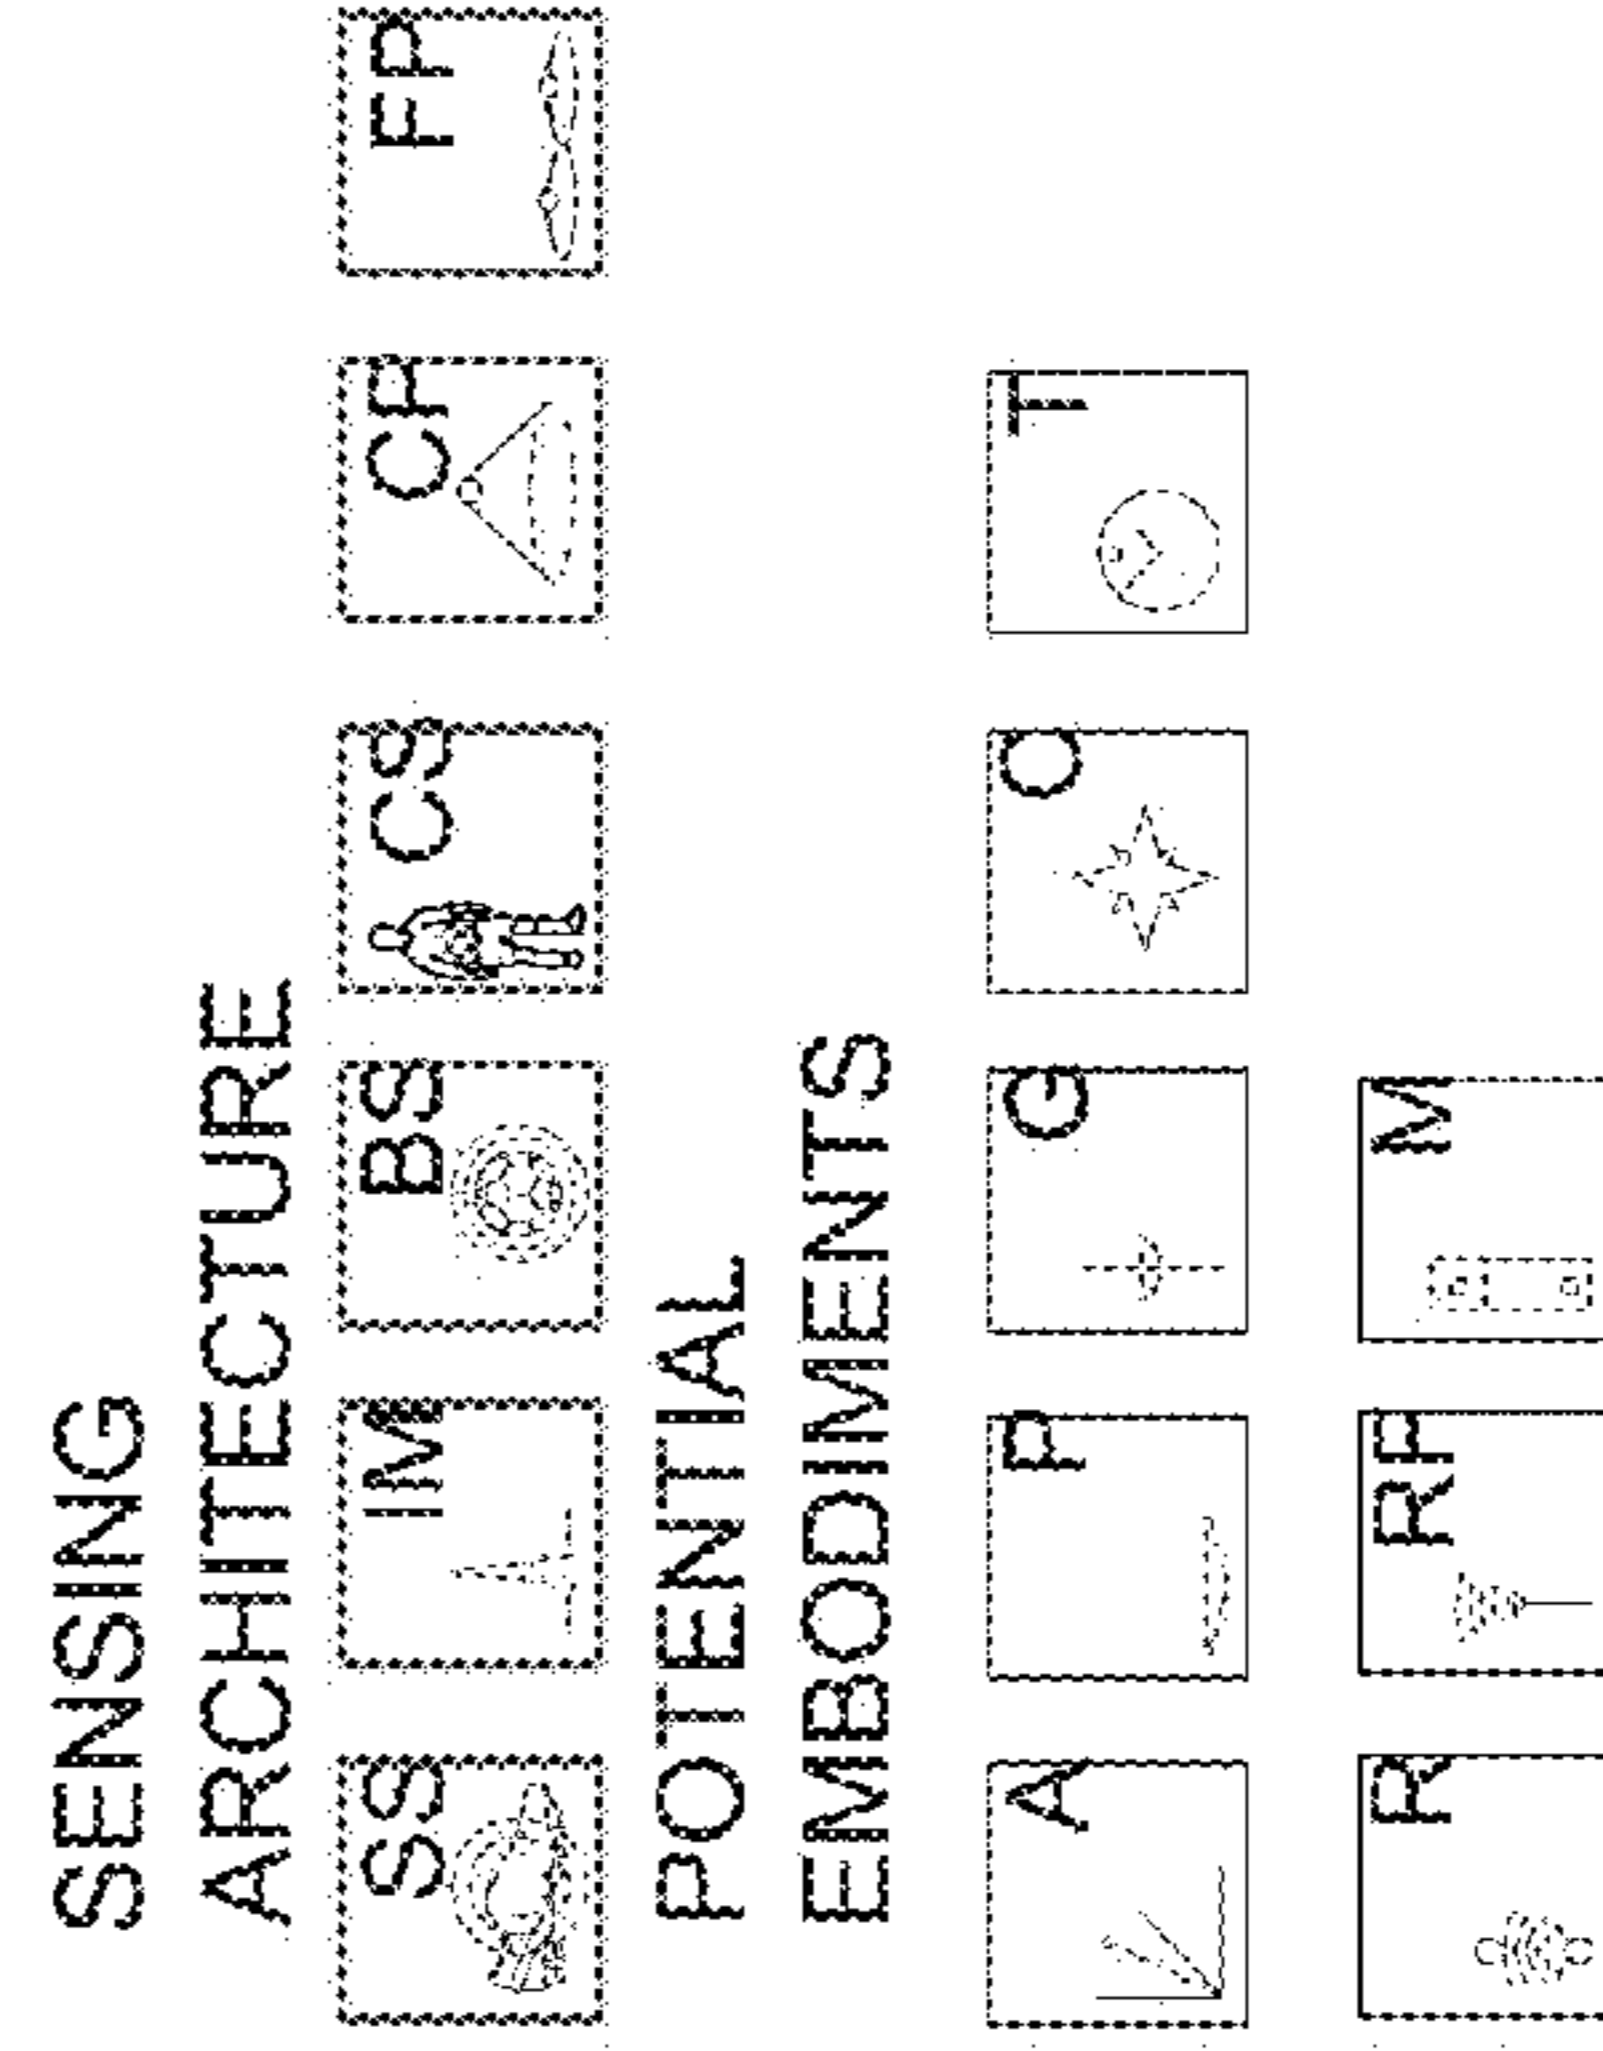 SENSING
ARCHITECTURE
SS IM BS CS CP FP
POTENTIAL
EMBODIMENTS
A P G O T
R RF M